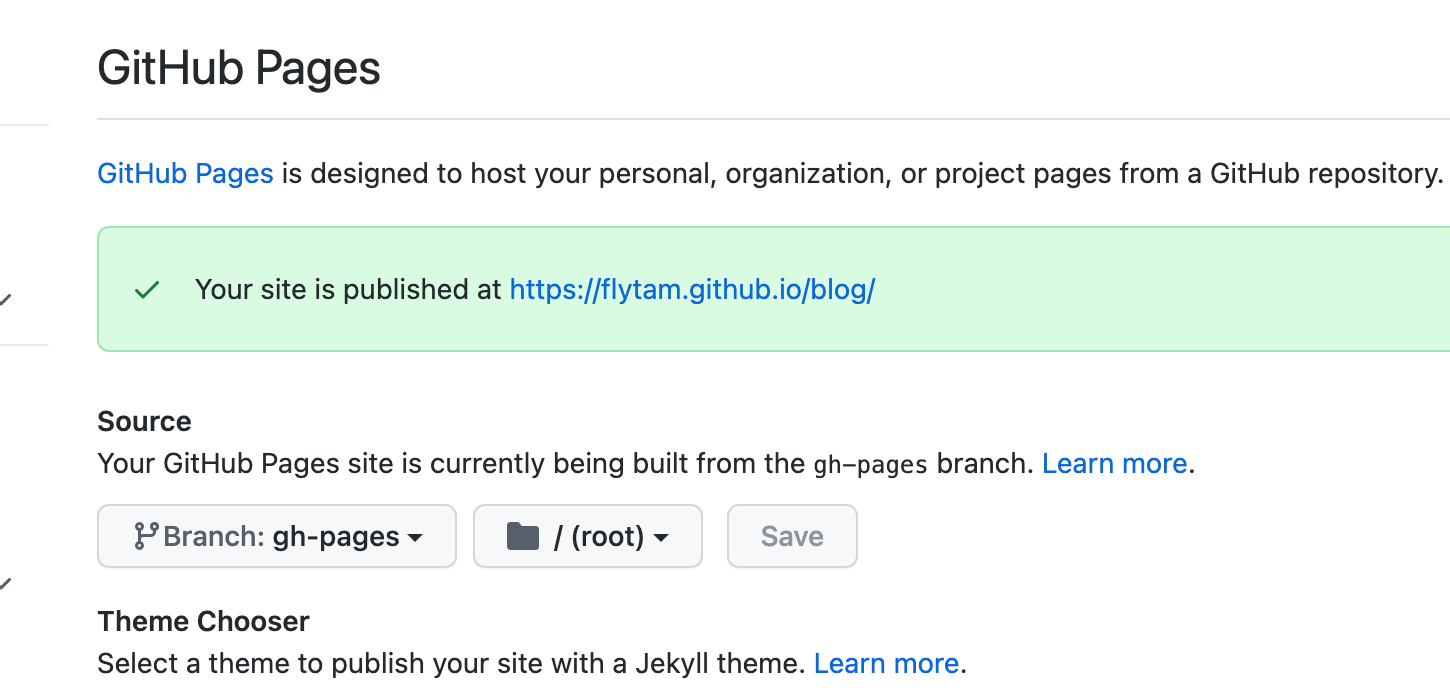 GitHub Pages
GitHub Pages is designed to host your personal, organization, or project pages from a GitHub repository.
Your site is published at https://flytam.github.io/blog/
Source
Your GitHub Pages site is currently being built from the gh-pages branch. Learn more.
Branch: gh-pages / (root) Save
Theme Chooser
Select a theme to publish your site with a Jekyll theme. Learn more.